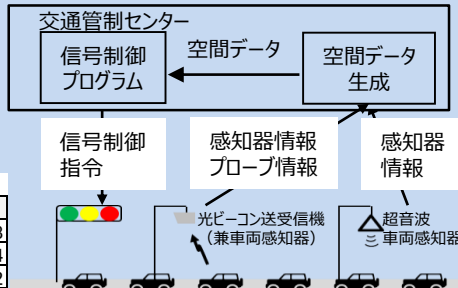 交通管制センター
信号制御
プログラム
空間データ
空間データ
生成
信号制御
指令
感知器情報
プローブ情報
感知器
情報
光ビーコン送受信機
（兼車両感知器）
超音波
車両感知器